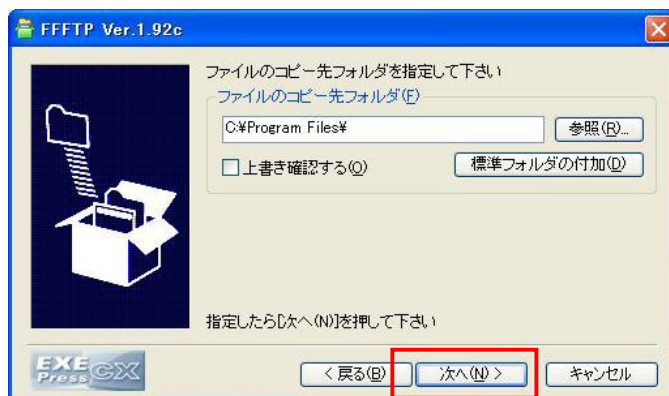 FFFTP Ver.1.92c
ファイルのコピー先フォルダを指定して下さい
ファイルのコピー先フォルダ(F)
C:¥Program Files¥
参照(R)...
上書き確認する(O)
標準フォルダの付加(D)
指定したら[次へ(N)]を押して下さい
EXE
Press CX
< 戻る(B)
次へ(N) >
キャンセル